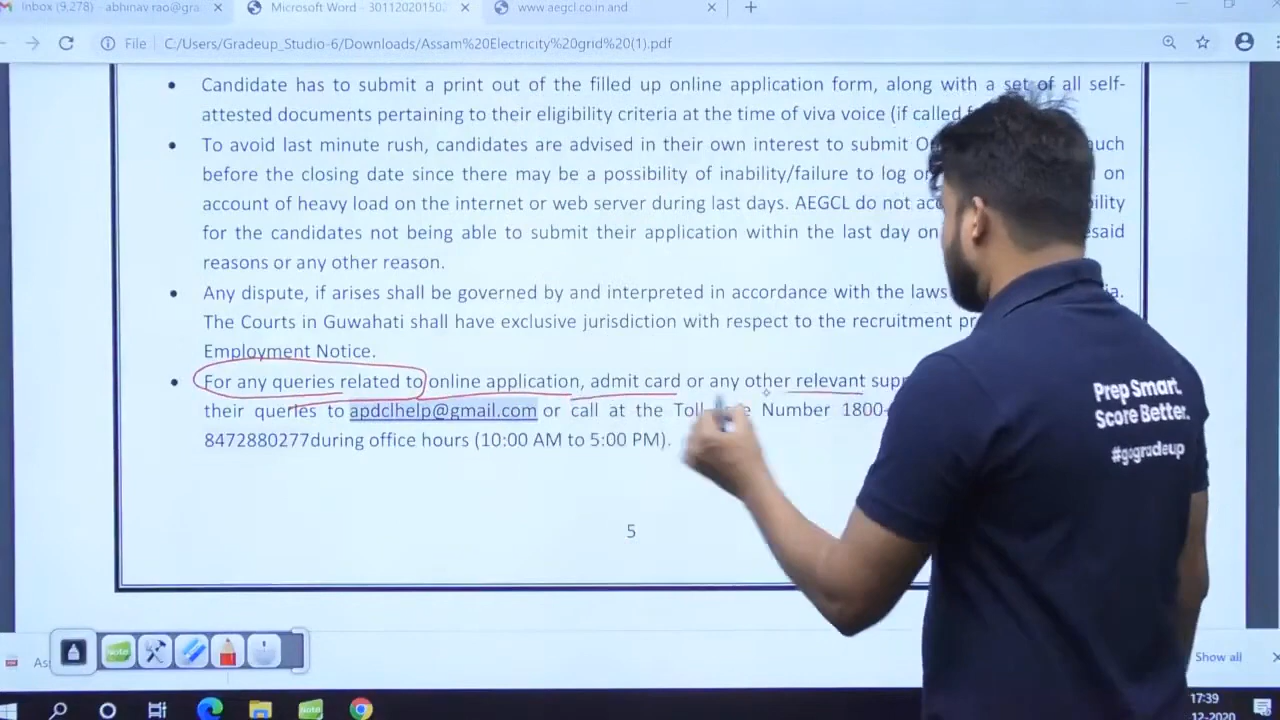 Inbox (9,278) - abhinav.rao@gra
Microsoft Word - 30112020150
www.aegcl.co.in.and
File
C:/Users/Gradeup_Studio-6/Downloads/Assam%20Electricity%20grid%20(1).pdf
Candidate has to submit a print out of the filled up online application form, along with a set of all self-
attested documents pertaining to their eligibility criteria at the time of viva voice (if called
To avoid last minute rush, candidates are advised in their own interest to submit
before the closing date since there may be a possibility of inability/failure to log on
account of heavy load on the internet or web server during last days. AEGCL do not
for the candidates not being able to submit their application within the last day on
reasons or any other reason.
Any dispute, if arises shall be governed by and interpreted in accordance with the laws
The Courts in Guwahati shall have exclusive jurisdiction with respect to the recruitment
Employment Notice.
For any queries related to online application, admit card or any other relevant
their queries to apdclhelp@gmail.com or call at the Number 1800-
8472880277during office hours (10:00 AM to 5:00 PM).
5
Prep Smart.
Score Better.
#gogradeup
note
Show all
note
17:39
12-2020